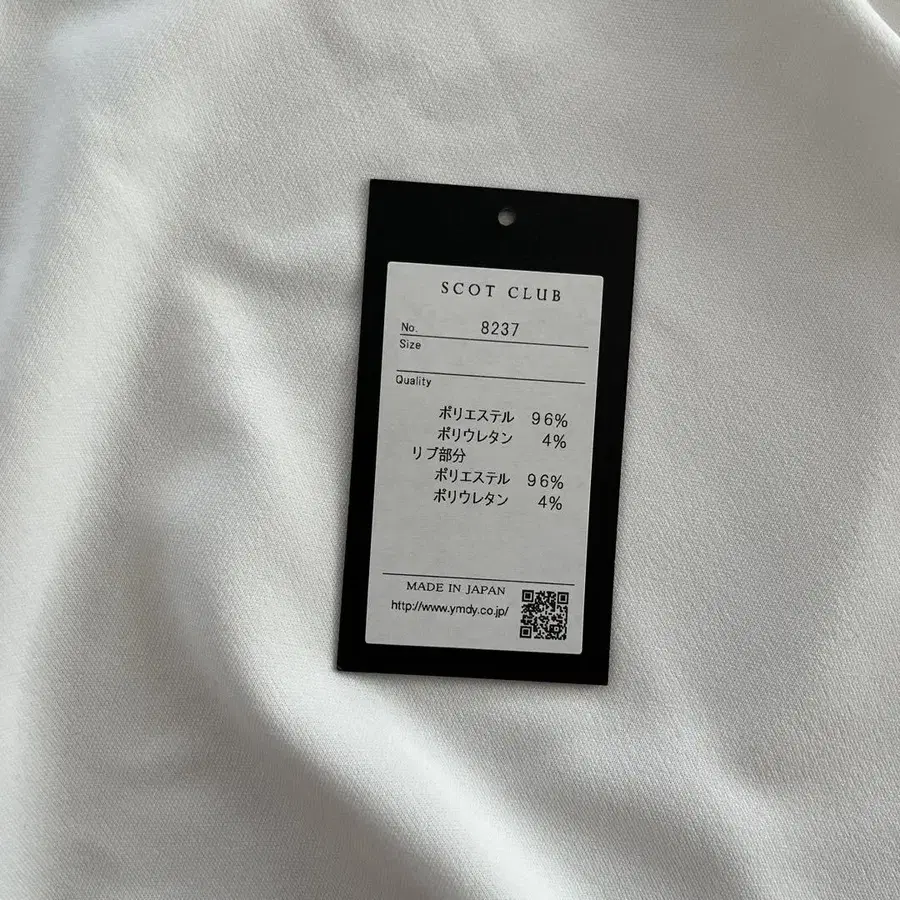 SCOT CLUB
No. 8237
Size
Quality
ポリエステル 96%
ポリウレタン 4%
リブ部分
ポリエステル 96%
ポリウレタン 4%
MADE IN JAPAN
http://www.ymdy.co.jp/